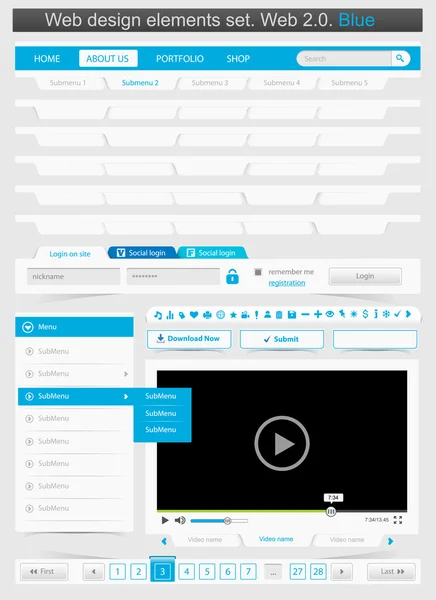 Web design elements set. Web 2.0. Blue
HOME ABOUT US PORTFOLIO SHOP Search
Submenu 1 Submenu 2 Submenu 3 Submenu 4 Submenu 5
Login on site Social login Social login
nickname ******** remember me Login
registration
Menu
SubMenu
SubMenu
SubMenu
SubMenu
SubMenu
SubMenu
SubMenu
SubMenu
SubMenu
SubMenu
SubMenu
Download Now Submit
7:34
7:34/13.45
Video name Video name Video name
First 1 2 3 4 5 6 7 ... 27 28 Last